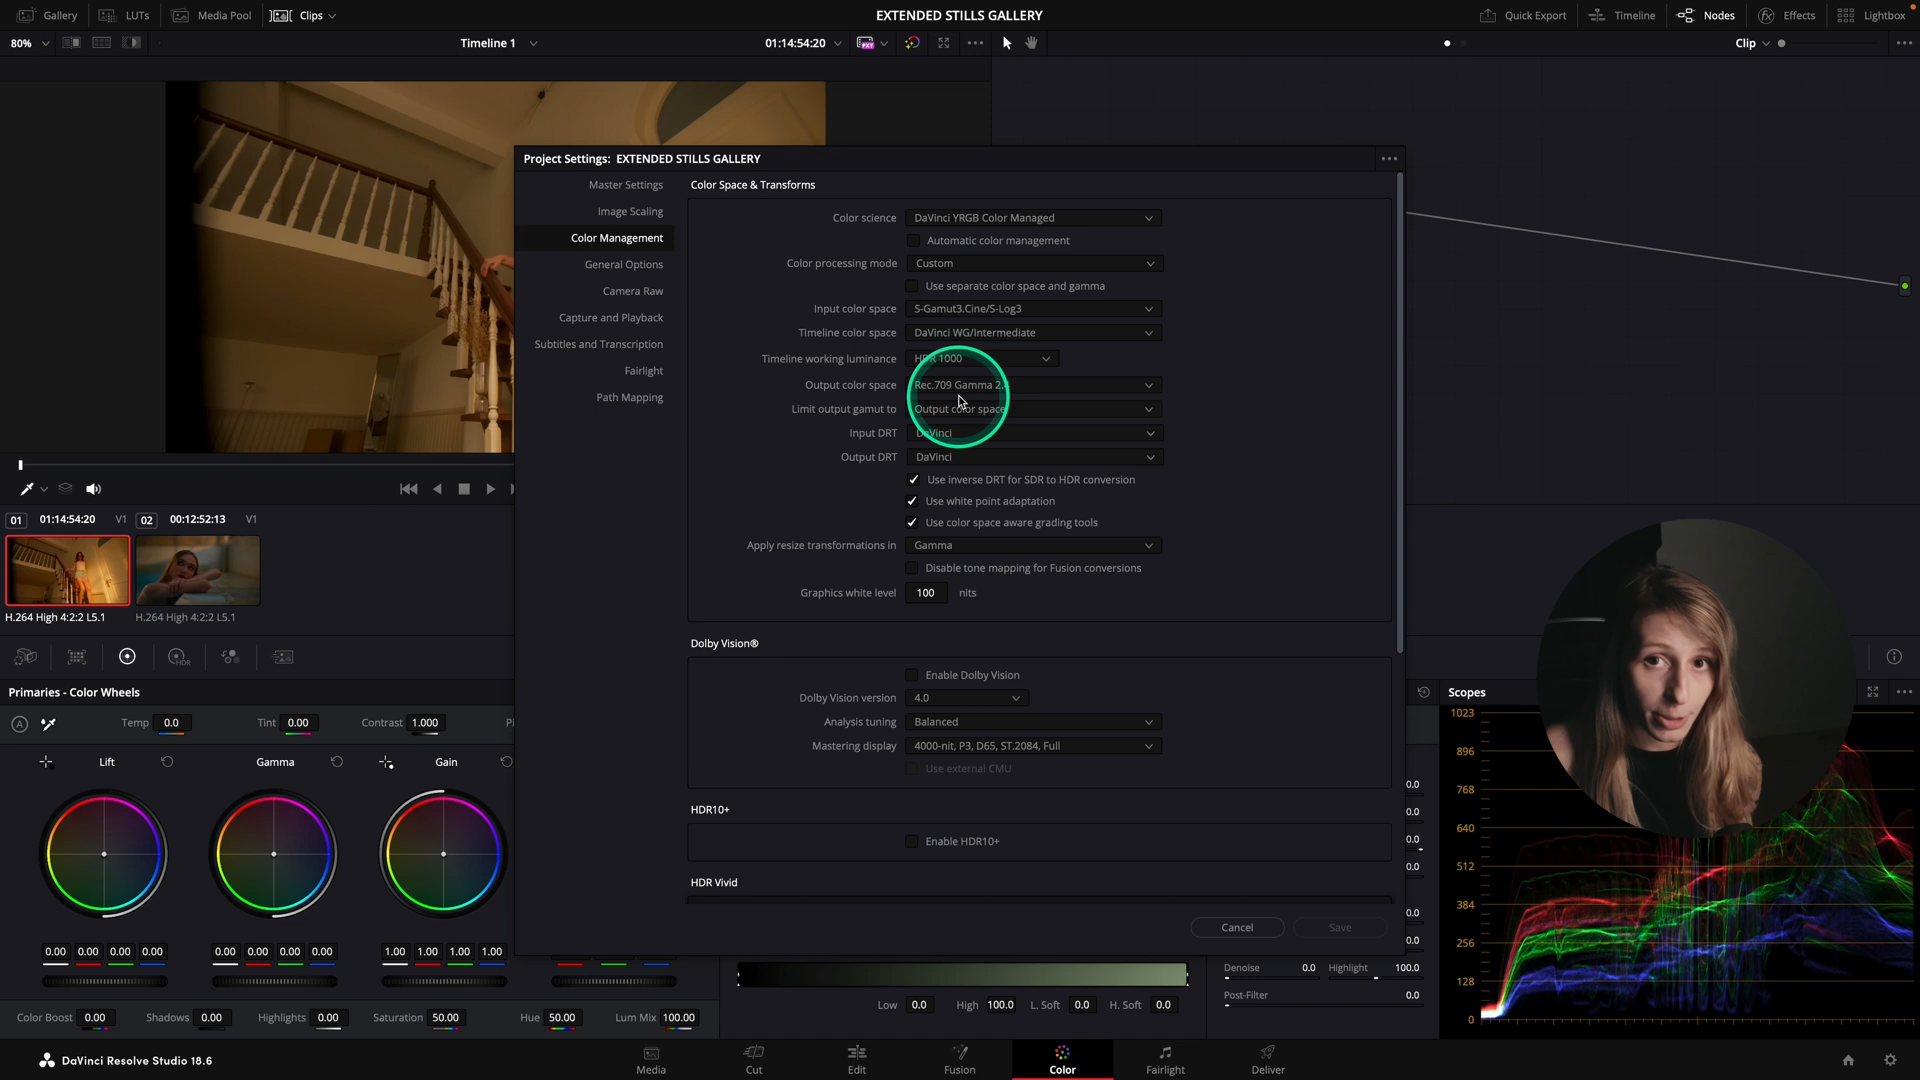 Gallery LUTs Media Pool Clips EXTENDED STILLS GALLERY Quick Export Timeline Nodes Effects Lightbox
80% Timeline 1 01:14:54:20 Clip
Project Settings: EXTENDED STILLS GALLERY
Master Settings
Image Scaling
Color Management
General Options
Camera Raw
Capture and Playback
Subtitles and Transcription
Fairlight
Path Mapping
Color Space & Transforms
Color science DaVinci YRGB Color Managed
Automatic color management
Color processing mode Custom
Use separate color space and gamma
Input color space S-Gamut3.Cine/S-Log3
Timeline color space DaVinci WG/Intermediate
Timeline working luminance HDR 1000
Output color space Rec.709 Gamma
Limit output gamut to Output color space
Input DRT DaVinci
Output DRT DaVinci
Use inverse DRT for SDR to HDR conversion
Use white point adaptation
Use color space aware grading tools
Apply resize transformations in Gamma
Disable tone mapping for Fusion conversions
Graphics white level 100 nits
Dolby Vision®
Enable Dolby Vision
Dolby Vision version 4.0
Analysis tuning Balanced
Mastering display 4000-nit, P3, D65, ST.2084, Full
Use external CMU
HDR10+
Enable HDR10+
HDR Vivid
Cancel Save
01 01:14:54:20 V1 02 00:12:52:13 V1
H.264 High 4:2:2 L5.1 H.264 High 4:2:2 L5.1
HDR
Primaries - Color Wheels
A Temp 0.0 Tint 0.00 Contrast 1.000
Lift Gamma Gain
0.00 0.00 0.00 0.00 0.00 0.00 0.00 0.00 1.00 1.00 1.00 1.00
Color Boost 0.00 Shadows 0.00 Highlights 0.00 Saturation 50.00 Hue 50.00 Lum Mix 100.00
Low 0.0 High 100.0 L. Soft 0.0 H. Soft 0.0
Denoise 0.0 Highlight 100.0
Post-Filter 0.0
Scopes
1023
896
768
640
512
384
256
128
0
DaVinci Resolve Studio 18.6
Media Cut Edit Fusion Color Fairlight Deliver